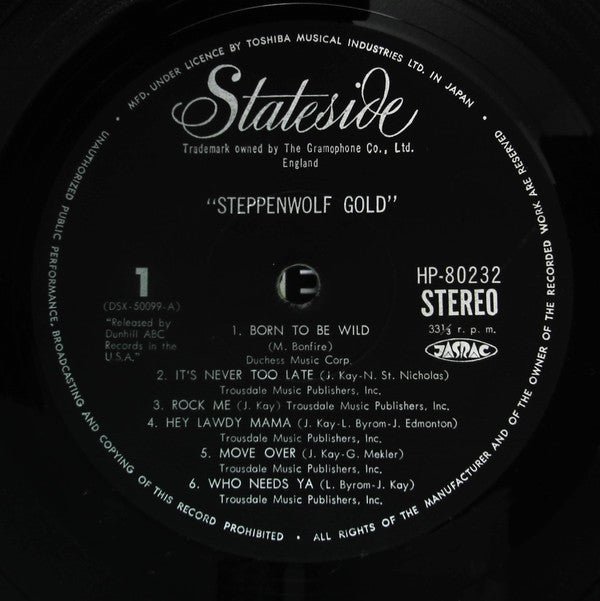 • MFD. UNDER LICENCE BY TOSHIBA MUSICAL INDUSTRIES LTD. IN JAPAN •
Stateside
Trademark owned by The Gramophone Co., Ltd.
England
"STEPPENWOLF GOLD"
1
(DSX-50099-A)
"Released by
Dunhill ABC
Records in the
U.S.A."
HP-80232
STEREO
33⅓ r. p. m.
JASRAC
1. BORN TO BE WILD
(M. Bonfire)
Duchess Music Corp.
2. IT'S NEVER TOO LATE (J. Kay-N. St. Nicholas)
Trousdale Music Publishers, Inc.
3. ROCK ME (J. Kay) Trousdale Music Publishers, Inc.
4. HEY LAWDY MAMA (J. Kay-L. Byrom-J. Edmonton)
Trousdale Music Publishers, Inc.
5. MOVE OVER (J. Kay-G. Mekler)
Trousdale Music Publishers, Inc.
6. WHO NEEDS YA (L. Byrom-J. Kay)
Trousdale Music Publishers, Inc.
UNAUTHORIZED PUBLIC PERFORMANCE, BROADCASTING AND COPYING OF THIS RECORD PROHIBITED • ALL RIGHTS OF THE MANUFACTURER AND OF THE OWNER OF THE RECORDED WORK ARE RESERVED